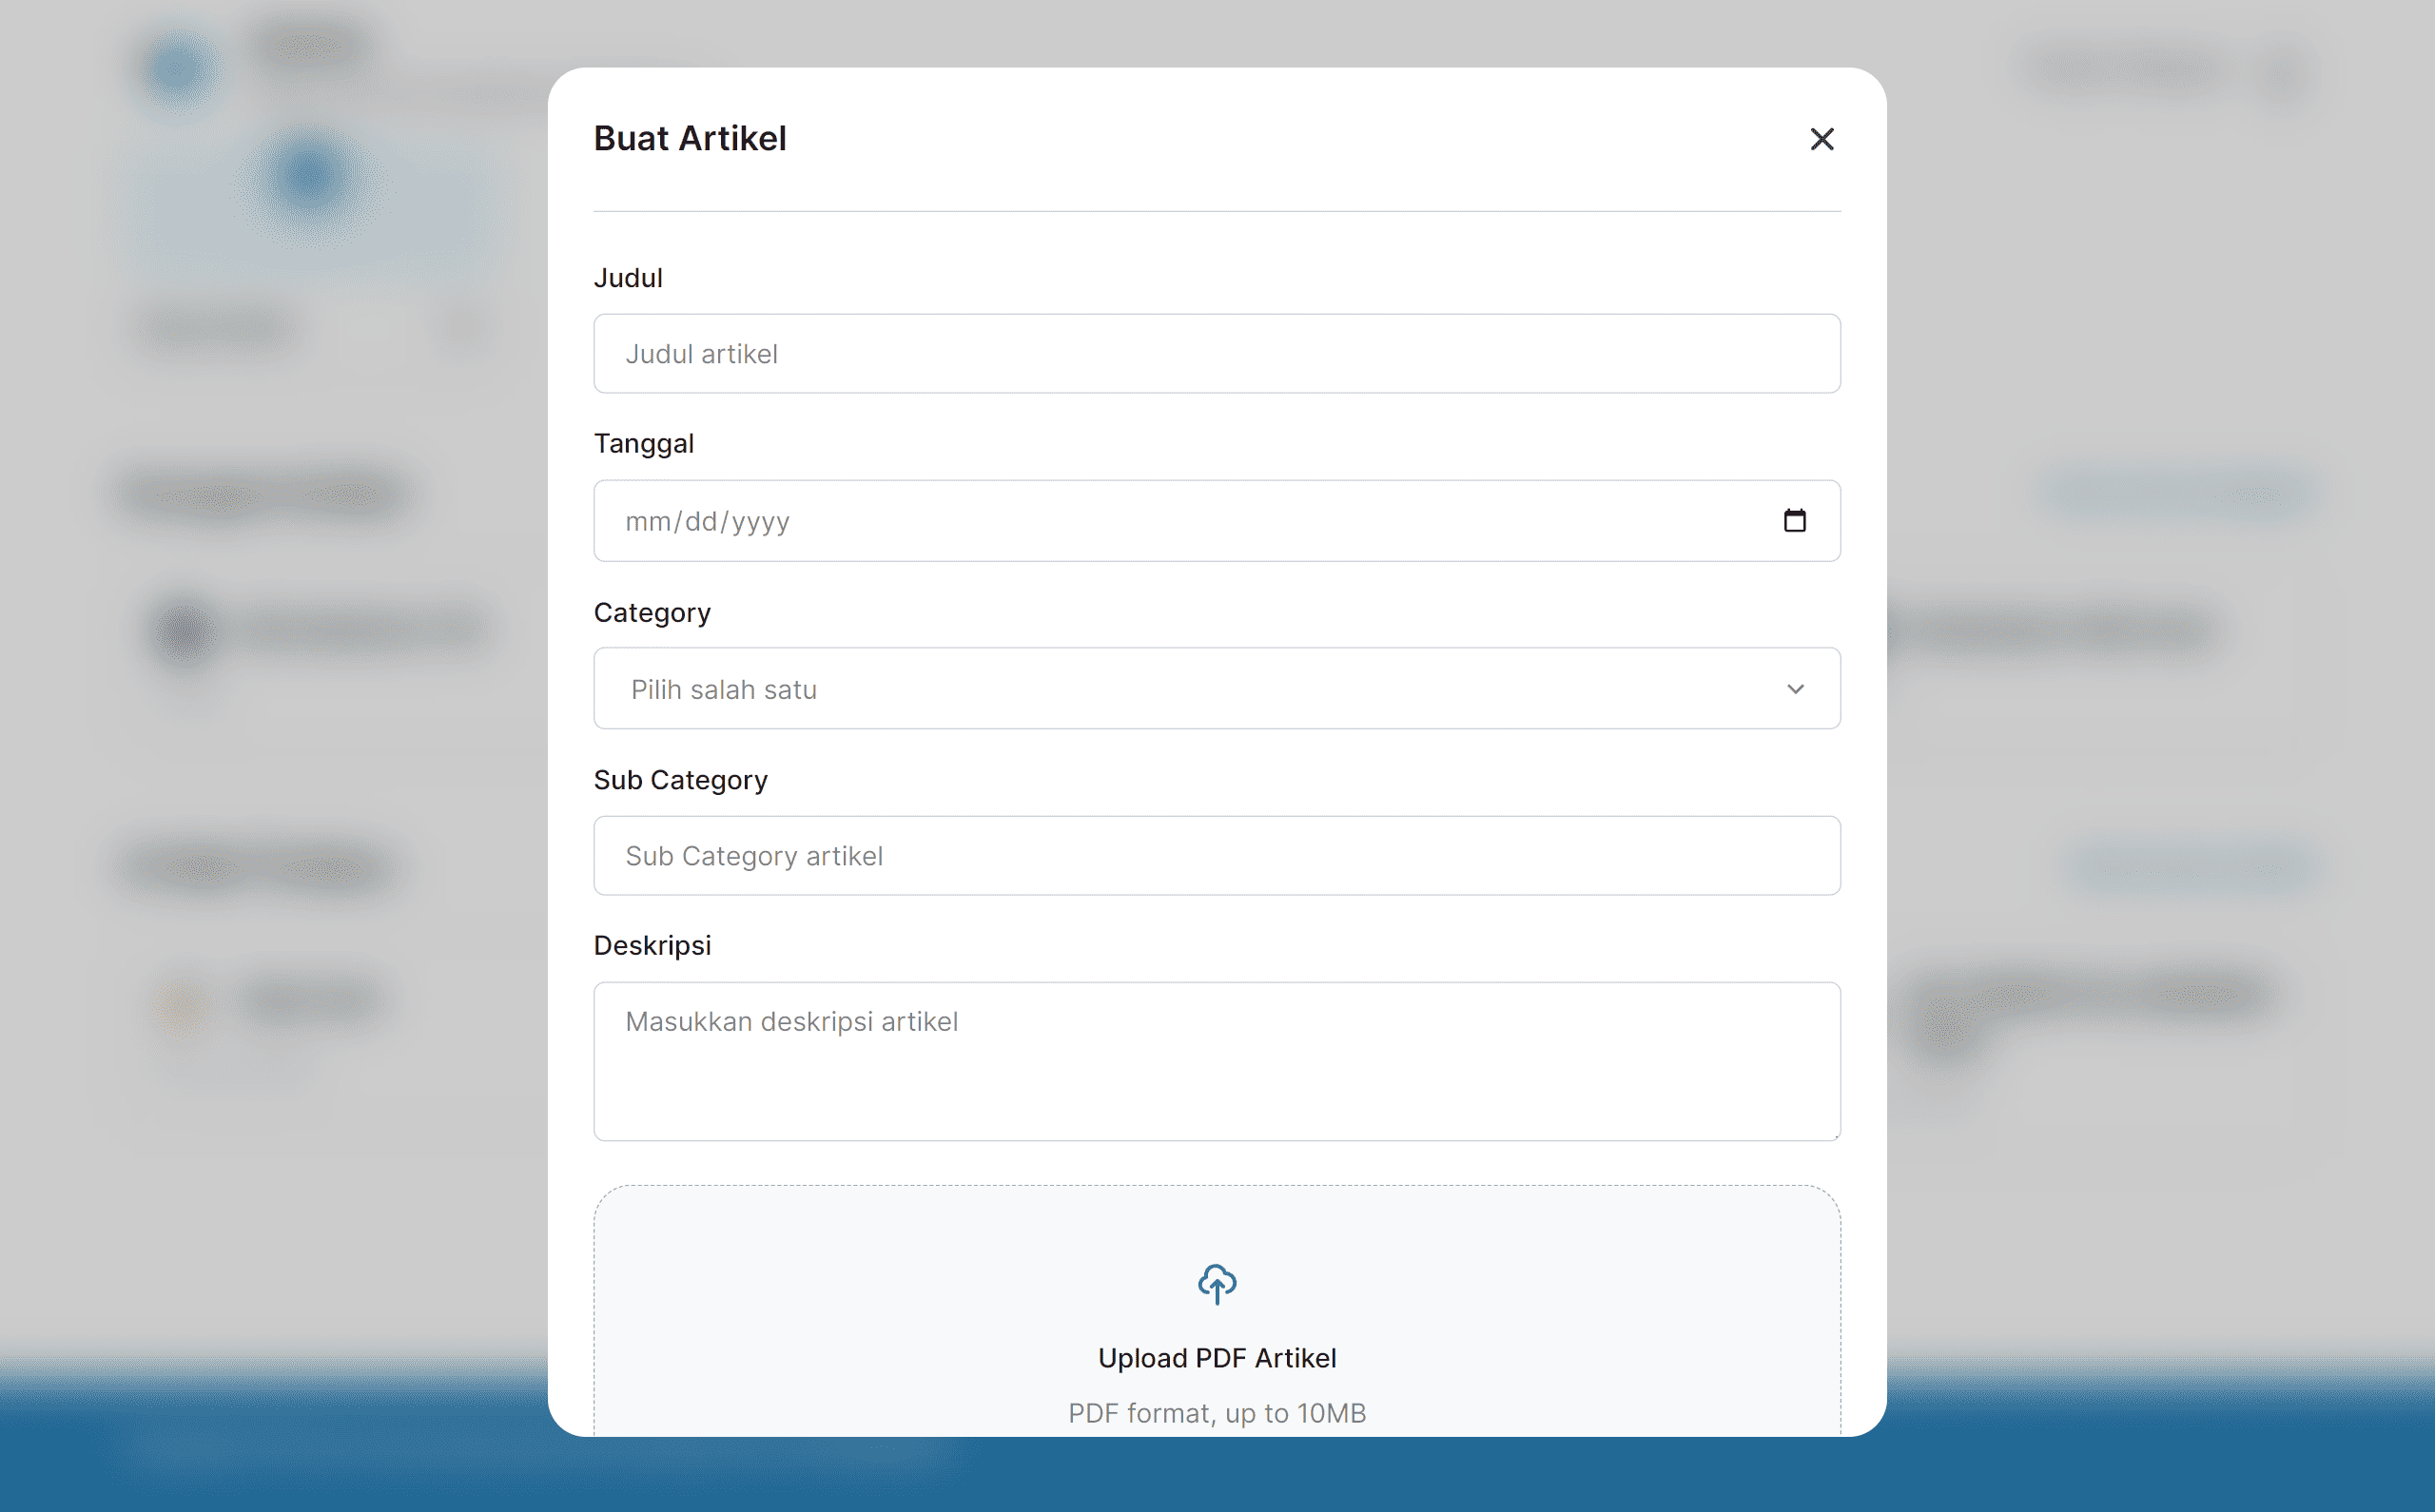 Buat Artikel
Judul
Judul artikel
Tanggal
mm/dd/yyyy
Category
Pilih salah satu
Sub Category
Sub Category artikel
Deskripsi
Masukkan deskripsi artikel
Upload PDF Artikel
PDF format, up to 10MB